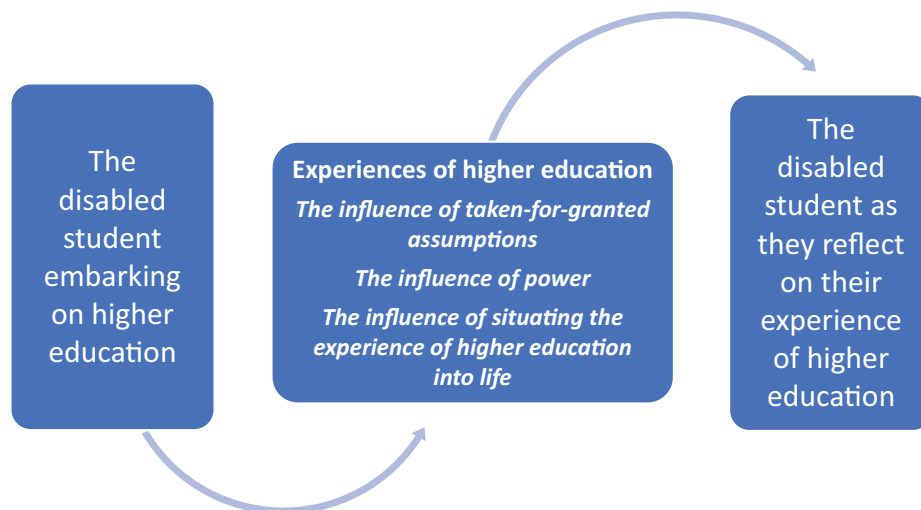 The
disabled
student
embarking
on higher
education
Experiences of higher education
The influence of taken-for-granted
assumptions
The influence of power
The influence of situating the
experience of higher education
into life
The
disabled
student as
they reflect
on their
experience
of higher
education